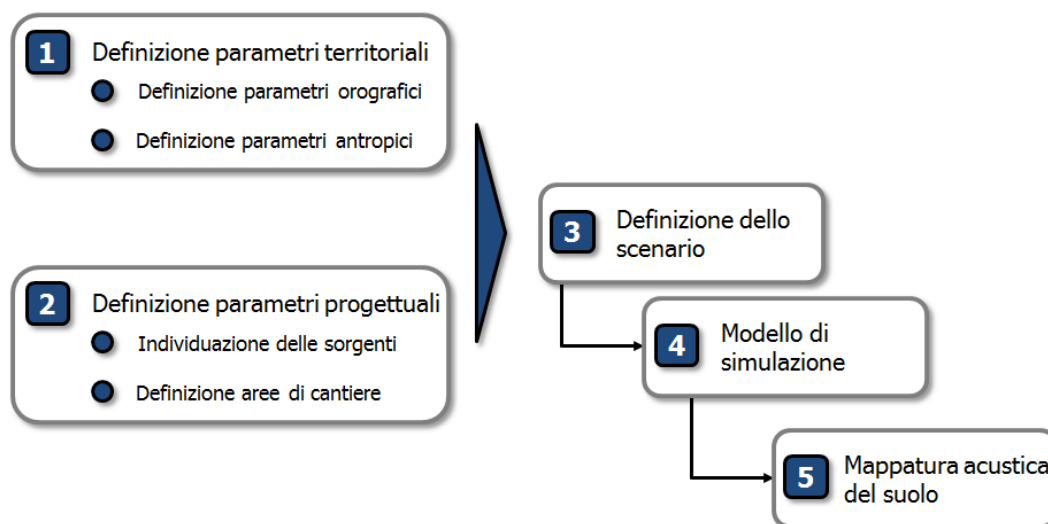 1 Definizione parametri territoriali
Definizione parametri orografici
Definizione parametri antropici
2 Definizione parametri progettuali
Individuazione delle sorgenti
Definizione aree di cantiere
3 Definizione dello
scenario
4 Modello di
simulazione
5 Mappatura acustica
del suolo